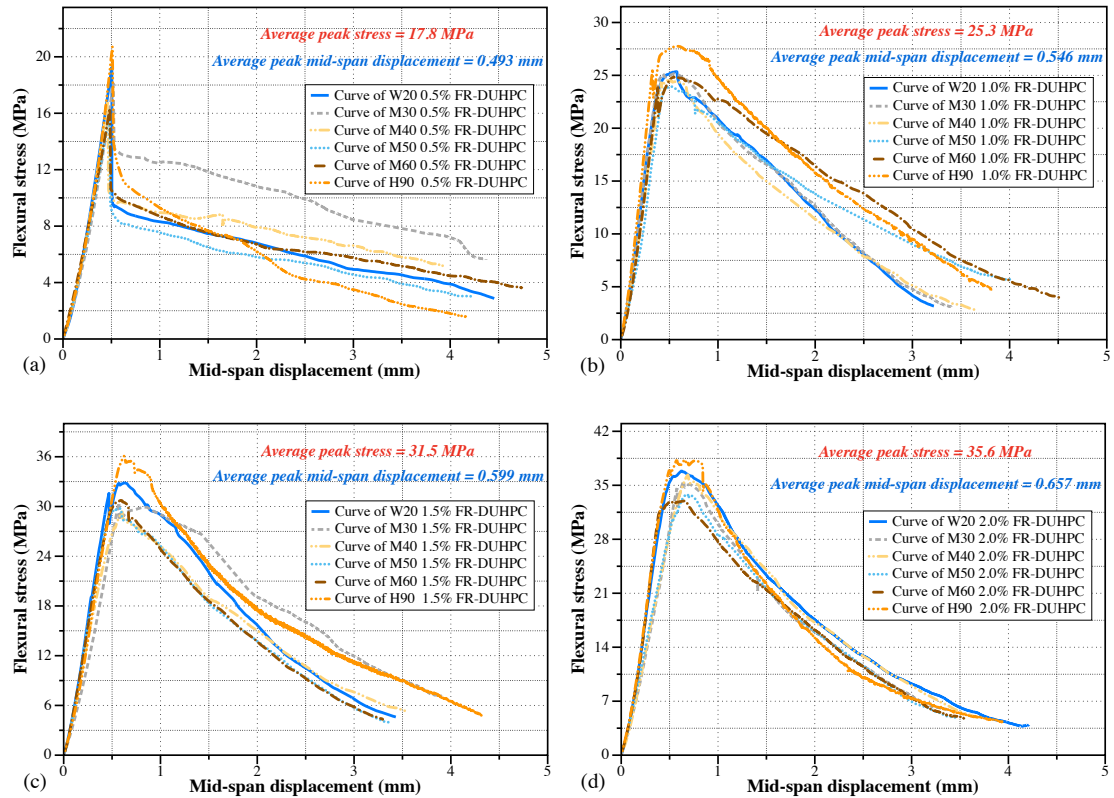 Average peak stress = 17.8 MPa
Average peak mid-span displacement = 0.493 mm
Curve of W20 0.5% FR-DUHPC
Curve of M30 0.5% FR-DUHPC
Curve of M40 0.5% FR-DUHPC
Curve of M50 0.5% FR-DUHPC
Curve of M60 0.5% FR-DUHPC
Curve of H90 0.5% FR-DUHPC
Flexural stress (MPa)
20
16
12
8
4
0
0 1 2 3 4 5
Mid-span displacement (mm)
(a)
Average peak stress = 25.3 MPa
Average peak mid-span displacement = 0.546 mm
Curve of W20 1.0% FR-DUHPC
Curve of M30 1.0% FR-DUHPC
Curve of M40 1.0% FR-DUHPC
Curve of M50 1.0% FR-DUHPC
Curve of M60 1.0% FR-DUHPC
Curve of H90 1.0% FR-DUHPC
Flexural stress (MPa)
30
25
20
15
10
5
0
0 1 2 3 4 5
Mid-span displacement (mm)
(b)
Average peak stress = 31.5 MPa
Average peak mid-span displacement = 0.599 mm
Curve of W20 1.5% FR-DUHPC
Curve of M30 1.5% FR-DUHPC
Curve of M40 1.5% FR-DUHPC
Curve of M50 1.5% FR-DUHPC
Curve of M60 1.5% FR-DUHPC
Curve of H90 1.5% FR-DUHPC
Flexural stress (MPa)
36
30
24
18
12
6
0
0 1 2 3 4 5
Mid-span displacement (mm)
(c)
Average peak stress = 35.6 MPa
Average peak mid-span displacement = 0.657 mm
Curve of W20 2.0% FR-DUHPC
Curve of M30 2.0% FR-DUHPC
Curve of M40 2.0% FR-DUHPC
Curve of M50 2.0% FR-DUHPC
Curve of M60 2.0% FR-DUHPC
Curve of H90 2.0% FR-DUHPC
Flexural stress (MPa)
42
35
28
21
14
7
0
0 1 2 3 4 5
Mid-span displacement (mm)
(d)